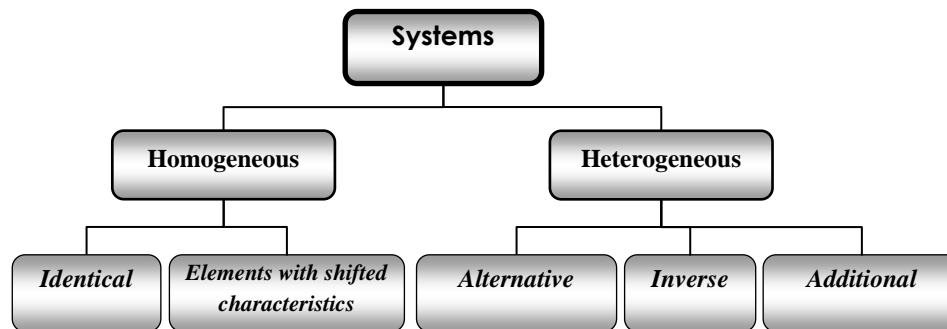 Systems
Homogeneous
Heterogeneous
Identical
Elements with shifted
characteristics
Alternative
Inverse
Additional